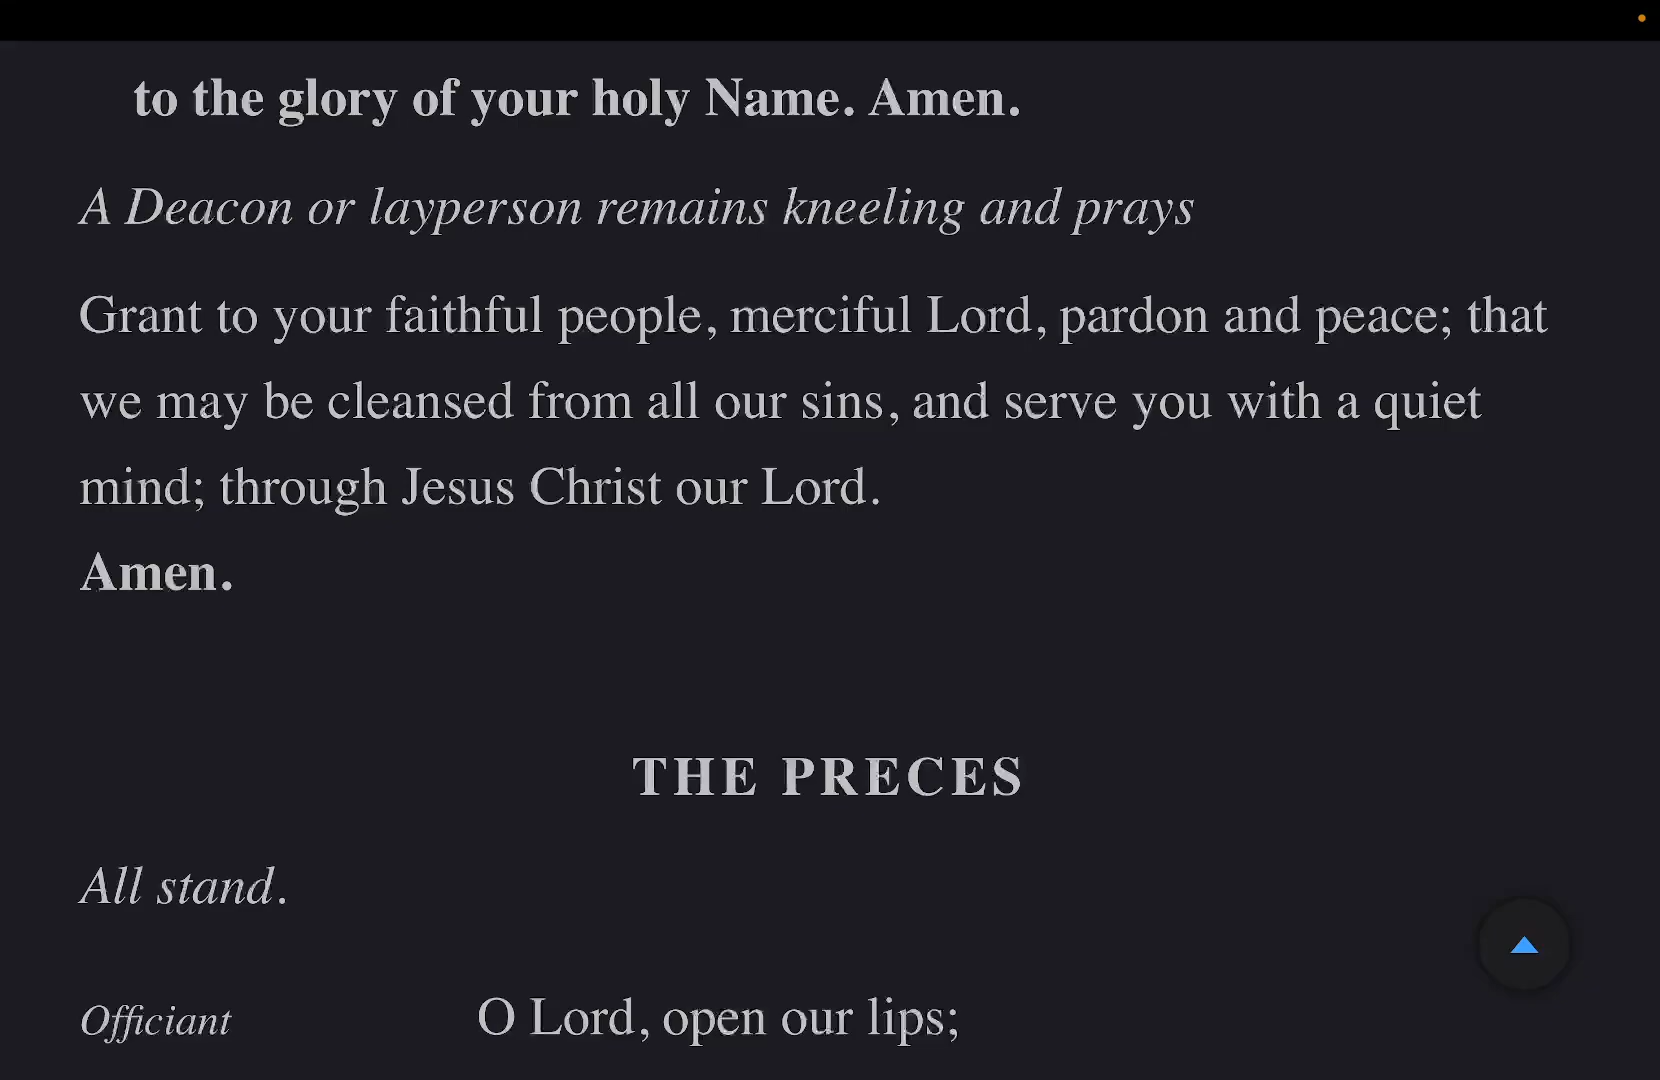 to the glory of your holy Name. Amen.
A Deacon or layperson remains kneeling and prays
Grant to your faithful people, merciful Lord, pardon and peace; that
we may be cleansed from all our sins, and serve you with a quiet
mind; through Jesus Christ our Lord.
Amen.
THE PRECES
All stand.
Officiant O Lord, open our lips;